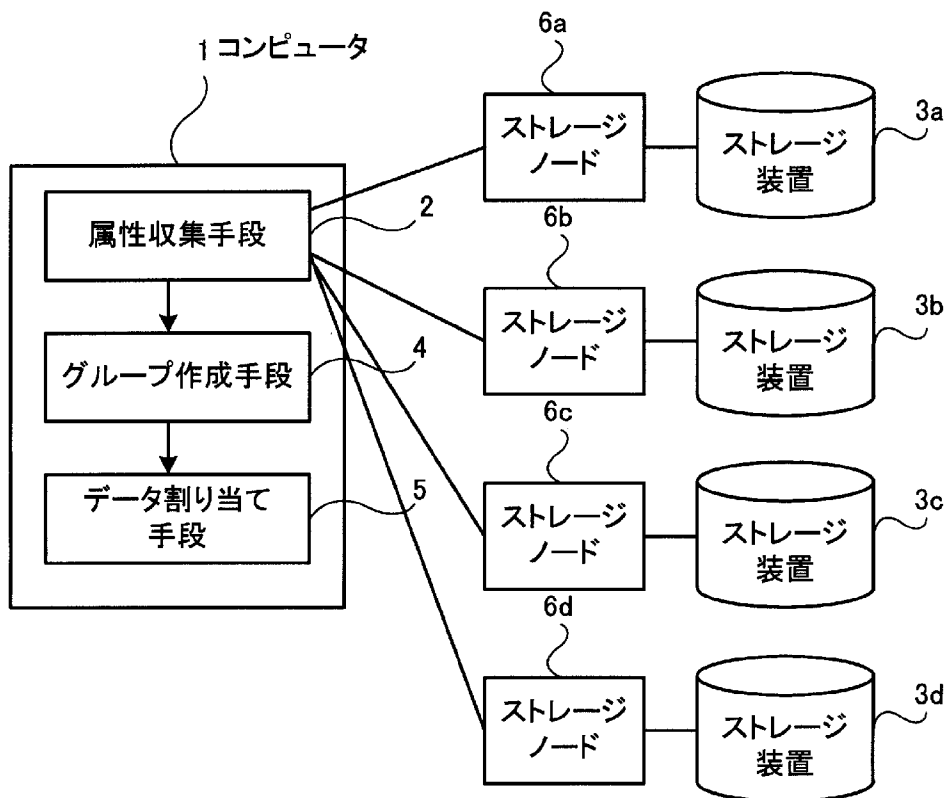 1 コンピュータ
属性収集手段
2
グループ作成手段
4
データ割り当て
手段
5
6a
ストレージ
ノード
ストレージ
装置
3a
6b
ストレージ
ノード
ストレージ
装置
3b
6c
ストレージ
ノード
ストレージ
装置
3c
6d
ストレージ
ノード
ストレージ
装置
3d